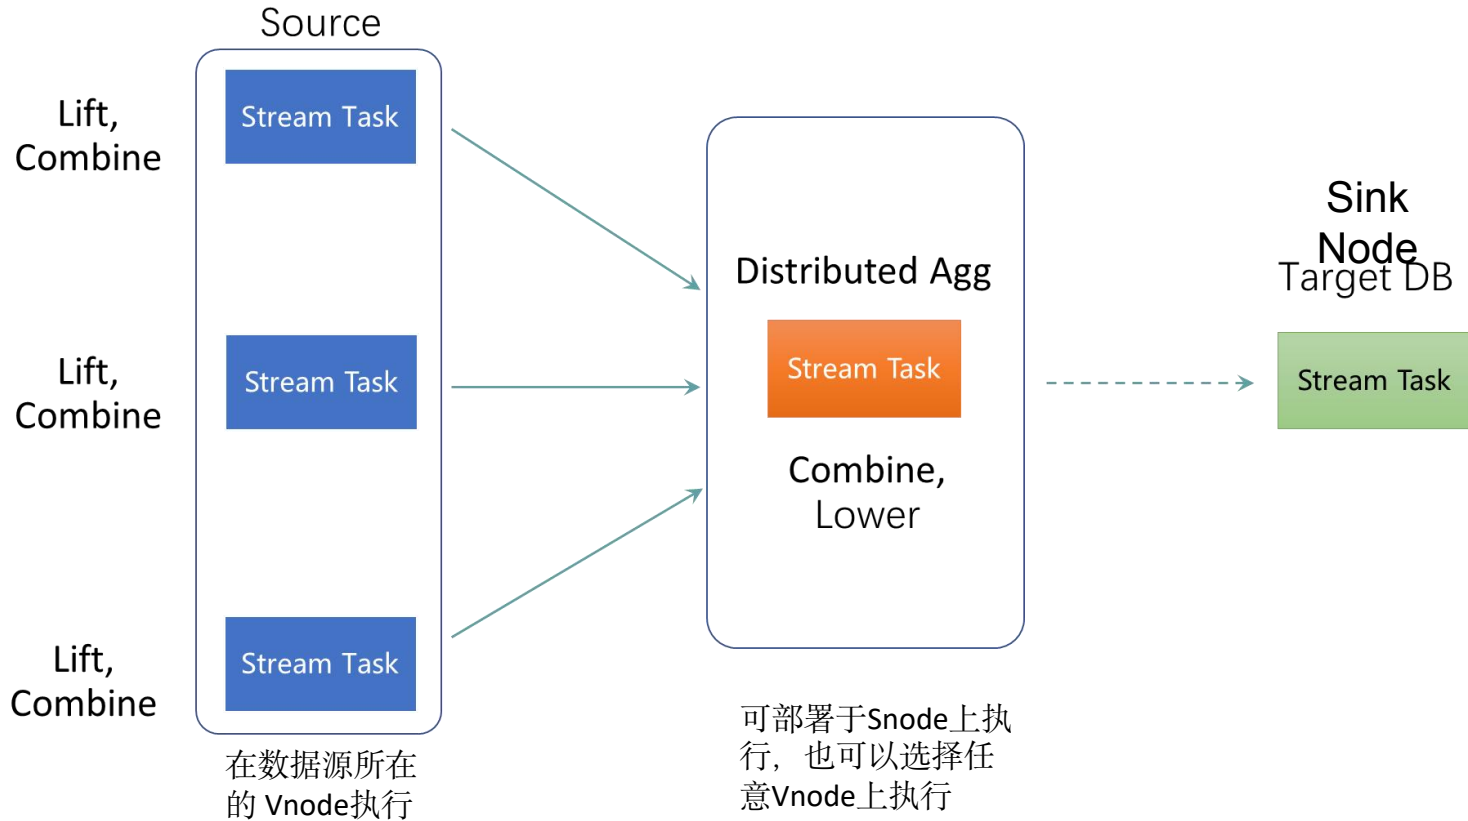 Source
Lift,
Combine
Stream Task
Lift,
Combine
Stream Task
Lift,
Combine
Stream Task
在数据源所在
的 Vnode执行
Distributed Agg
Stream Task
Combine,
Lower
可部署于Snode上执
行，也可以选择任
意Vnode上执行
Sink
Node
Target DB
Stream Task